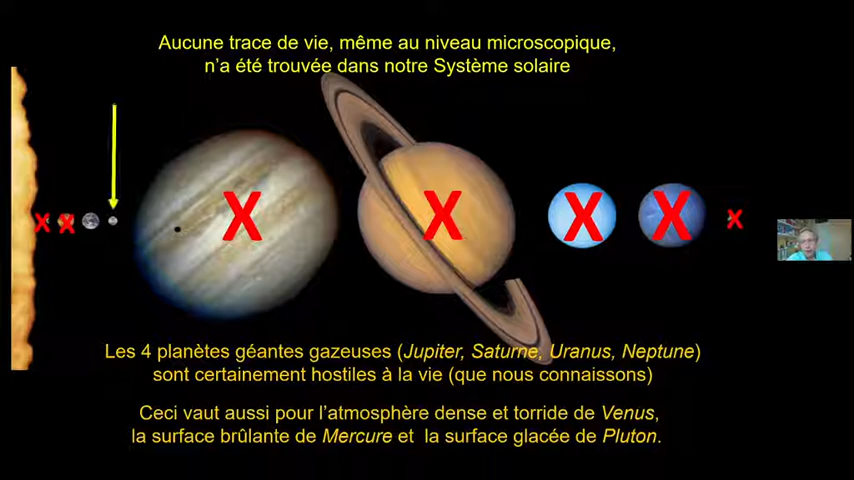 Aucune trace de vie, même au niveau microscopique,
n'a été trouvée dans notre Système solaire
X X X X X X X
Les 4 planètes géantes gazeuses (Jupiter, Saturne, Uranus, Neptune)
sont certainement hostiles à la vie (que nous connaissons)
Ceci vaut aussi pour l'atmosphère dense et torride de Venus,
la surface brûlante de Mercure et la surface glacée de Pluton.